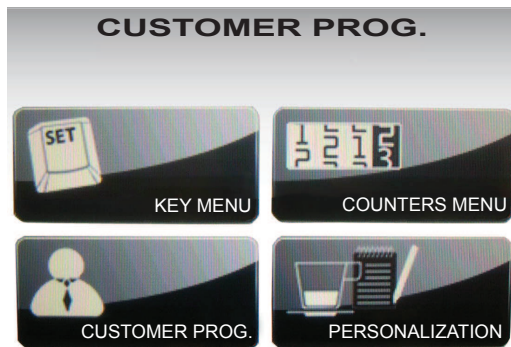 CUSTOMER PROG.
SET
KEY MENU
COUNTERS MENU
CUSTOMER PROG.
PERSONALIZATION